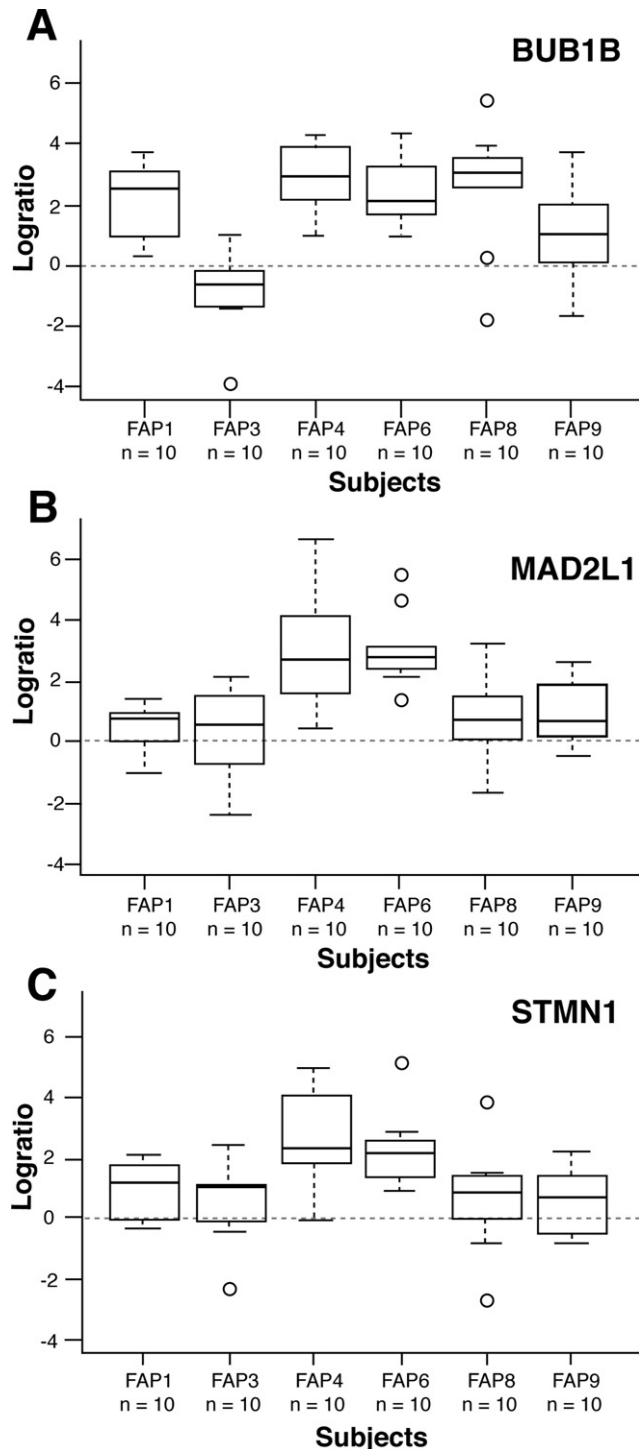 A
BUB1B
Logratio
6
4
2
0
-2
-4
FAP1 FAP3 FAP4 FAP6 FAP8 FAP9
n = 10 n = 10 n = 10 n = 10 n = 10 n = 10
Subjects
B
MAD2L1
Logratio
6
4
2
0
-2
-4
FAP1 FAP3 FAP4 FAP6 FAP8 FAP9
n = 10 n = 10 n = 10 n = 10 n = 10 n = 10
Subjects
C
STMN1
Logratio
6
4
2
0
-2
-4
FAP1 FAP3 FAP4 FAP6 FAP8 FAP9
n = 10 n = 10 n = 10 n = 10 n = 10 n = 10
Subjects